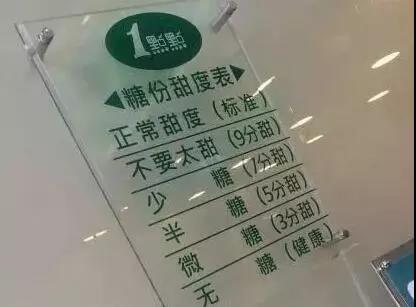 1點點
◀糖份甜度表▶
正常甜度（标准）
不要太甜（9分甜）
少　糖（7分甜）
半　糖（5分甜）
微　糖（3分甜）
无　糖（健康）